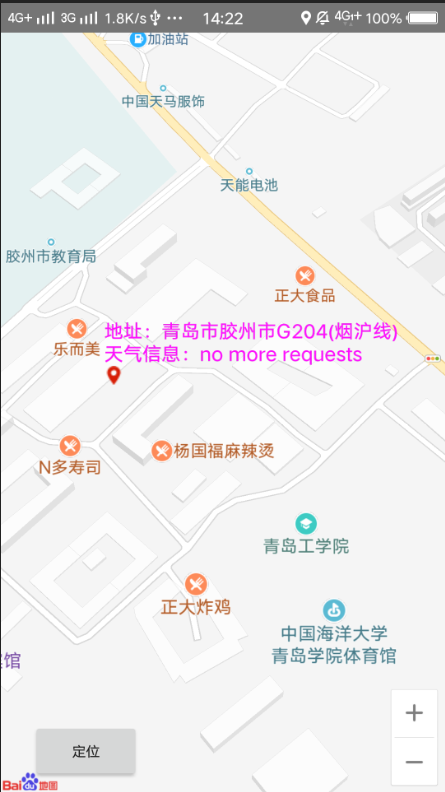 4G+ 3G 1.8K/s ··· 14:22 4G+ 100%
加油站
中国天马服饰
天能电池
胶州市教育局
正大食品
地址：青岛市胶州市G204(烟沪线)
乐而美
天气信息：no more requests
杨国福麻辣烫
N多寿司
青岛工学院
正大炸鸡
中国海洋大学
青岛学院体育馆
馆
+
定位
−
Bai du 地图